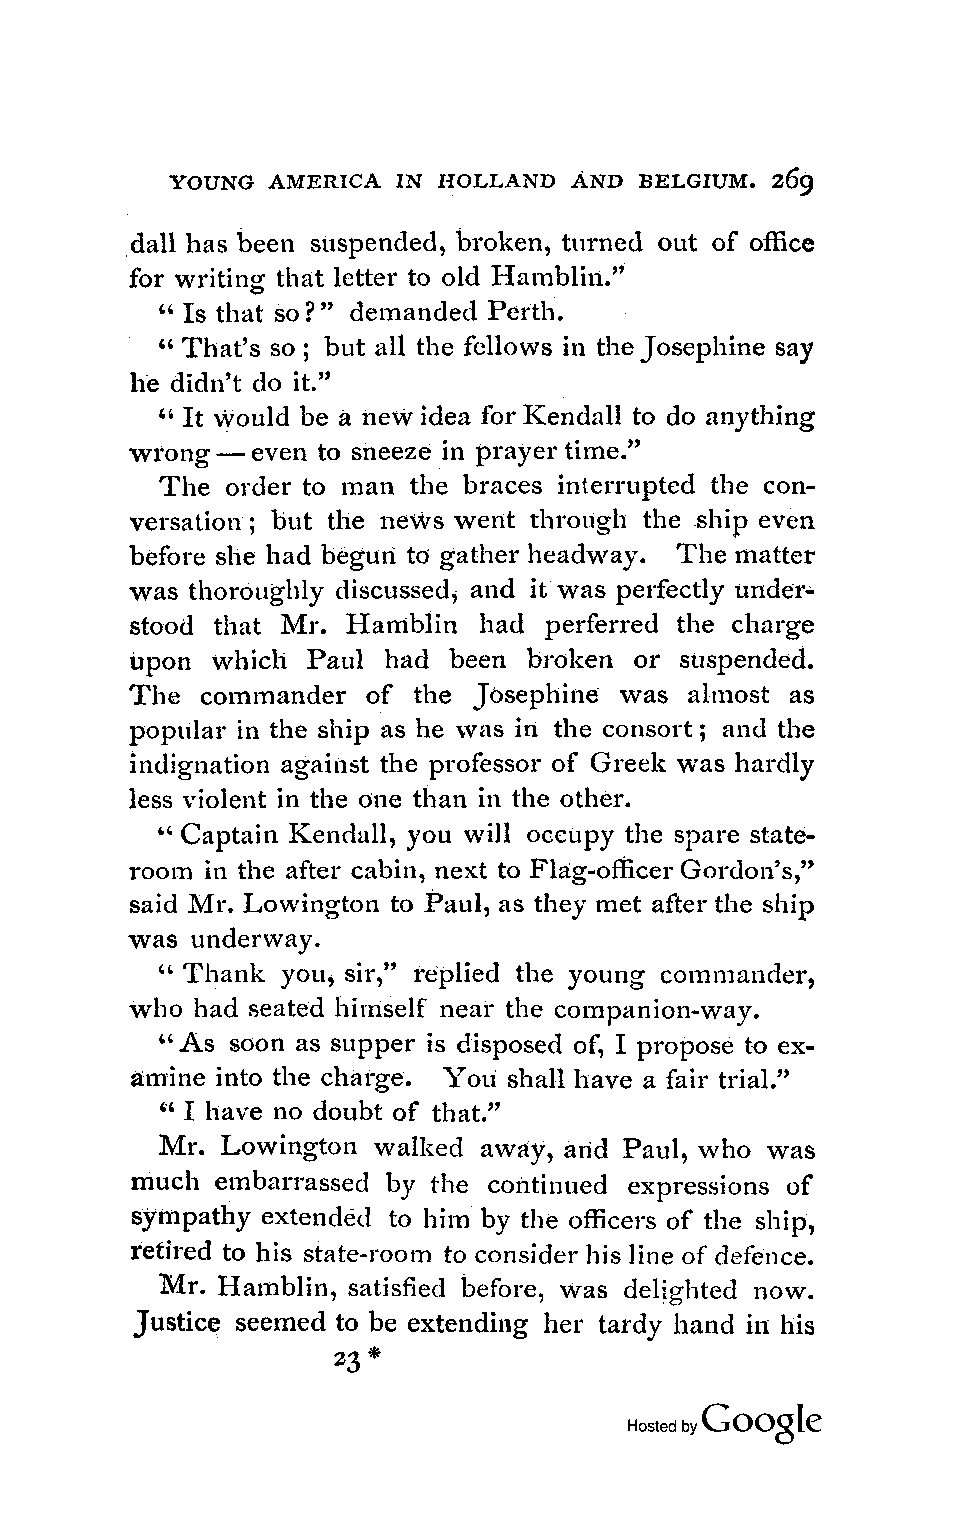 YOUNG AMERICA IN HOLLAND AND BELGIUM. 269
dall has been suspended, broken, turned out of office
for writing that letter to old Hamblin."
"Is that so?" demanded Perth.
"That's so; but all the fellows in the Josephine say
he didn't do it."
"It would be a new idea for Kendall to do anything
wrong — even to sneeze in prayer time."
The order to man the braces interrupted the con-
versation; but the news went through the ship even
before she had begun to gather headway. The matter
was thoroughly discussed, and it was perfectly under-
stood that Mr. Hamblin had perferred the charge
upon which Paul had been broken or suspended.
The commander of the Josephine was almost as
popular in the ship as he was in the consort; and the
indignation against the professor of Greek was hardly
less violent in the one than in the other.
"Captain Kendall, you will occupy the spare state-
room in the after cabin, next to Flag-officer Gordon's,"
said Mr. Lowington to Paul, as they met after the ship
was underway.
"Thank you, sir," replied the young commander,
who had seated himself near the companion-way.
"As soon as supper is disposed of, I propose to ex-
amine into the charge. You shall have a fair trial."
"I have no doubt of that."
Mr. Lowington walked away, and Paul, who was
much embarrassed by the continued expressions of
sympathy extended to him by the officers of the ship,
retired to his state-room to consider his line of defence.
Mr. Hamblin, satisfied before, was delighted now.
Justice seemed to be extending her tardy hand in his
23*
Hosted by Google